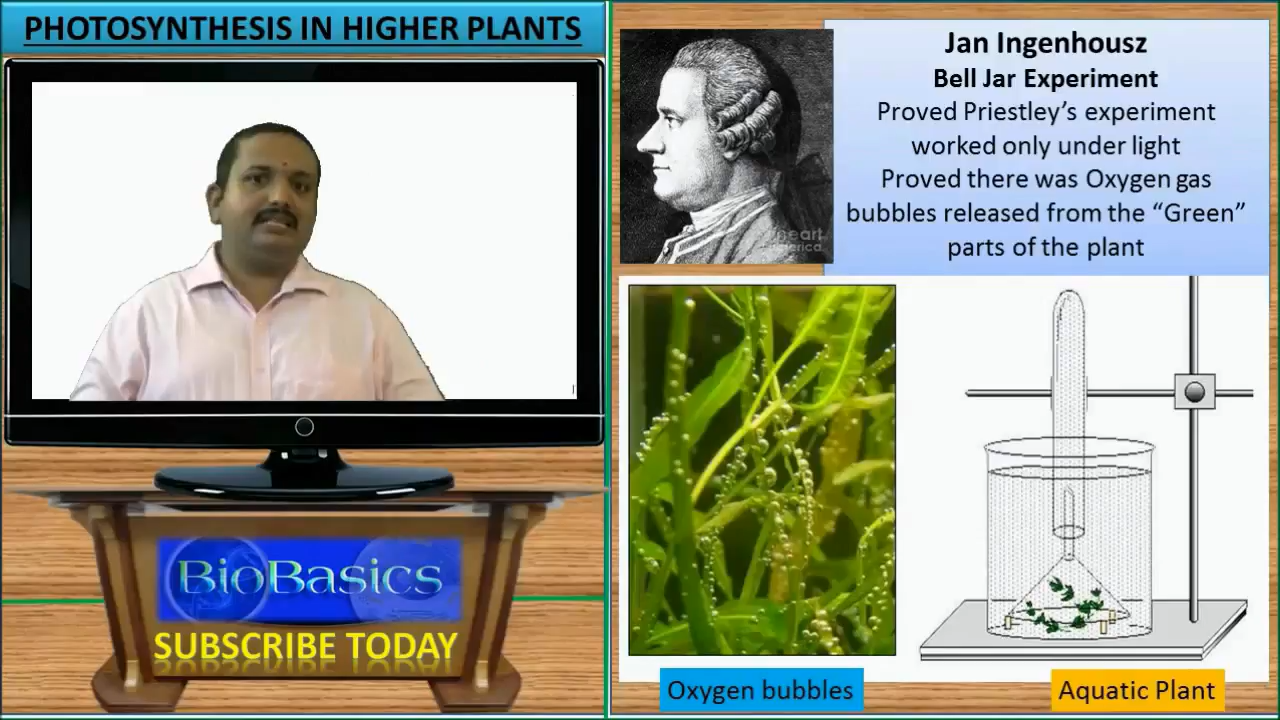 PHOTOSYNTHESIS IN HIGHER PLANTS
BioBasics
SUBSCRIBE TODAY
Jan Ingenhousz
Bell Jar Experiment
Proved Priestley’s experiment
worked only under light
Proved there was Oxygen gas
bubbles released from the “Green”
parts of the plant
Oxygen bubbles
Aquatic Plant